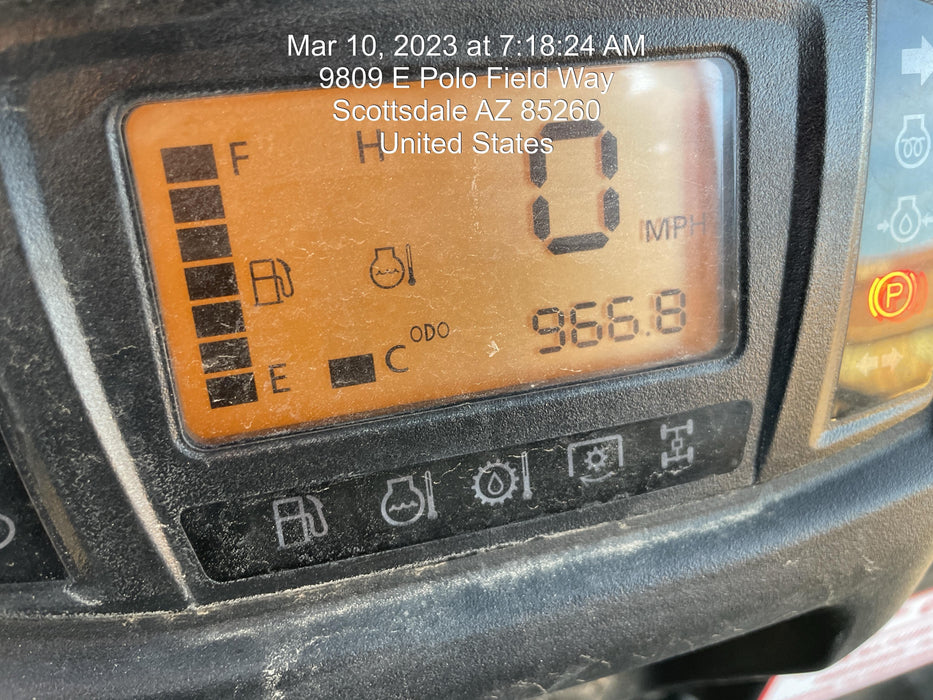 Mar 10, 2023 at 7:18:24 AM
9809 E Polo Field Way
Scottsdale AZ 85260
United States
F
H
0
MPH
ODO
966.8
E
C
P